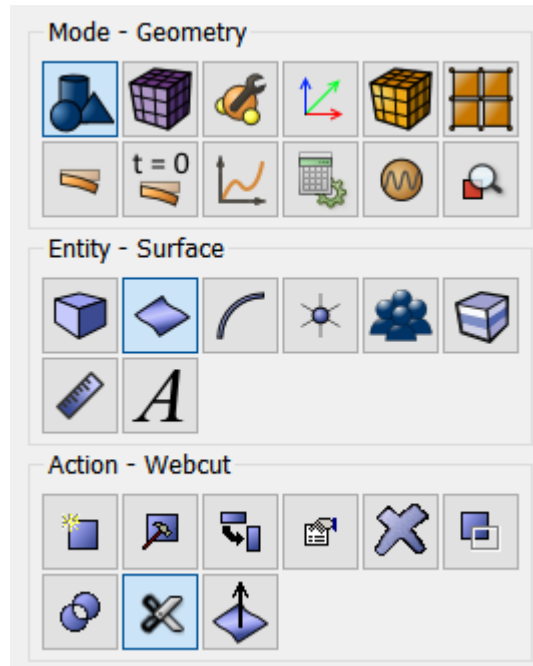 Mode - Geometry
t = 0
Entity - Surface
A
Action - Webcut